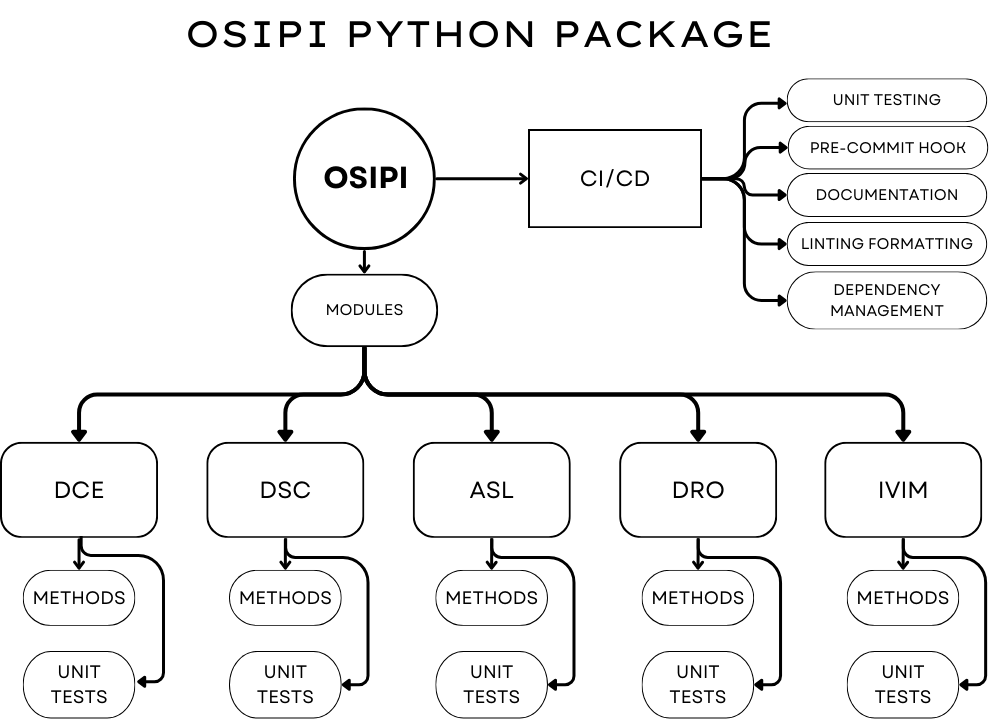 OSIPI PYTHON PACKAGE
OSIPI
CI/CD
UNIT TESTING
PRE-COMMIT HOOK
DOCUMENTATION
LINTING FORMATTING
DEPENDENCY
MANAGEMENT
MODULES
DCE
DSC
ASL
DRO
IVIM
METHODS
METHODS
METHODS
METHODS
METHODS
UNIT
TESTS
UNIT
TESTS
UNIT
TESTS
UNIT
TESTS
UNIT
TESTS